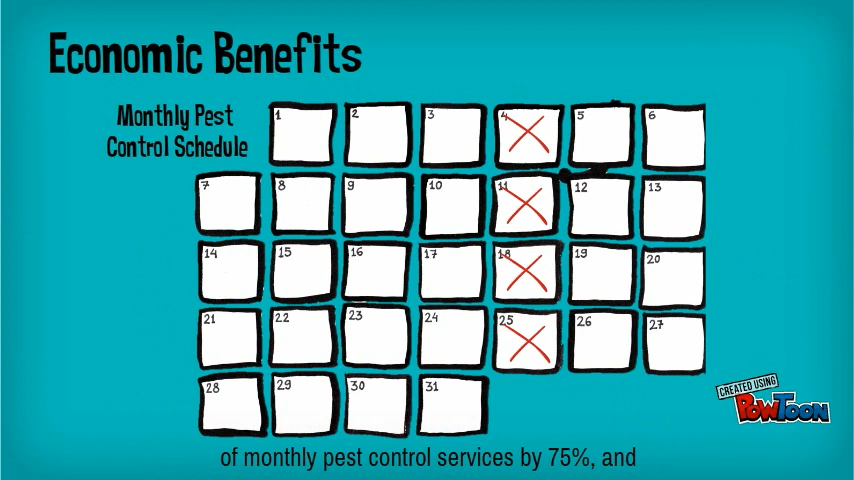 Economic Benefits
Monthly Pest
Control Schedule
1 2 3 4 5 6
7 8 9 10 11 12 13
14 15 16 17 18 19 20
21 22 23 24 25 26 27
28 29 30 31
CREATED USING
POWTOON
of monthly pest control services by 75%, and